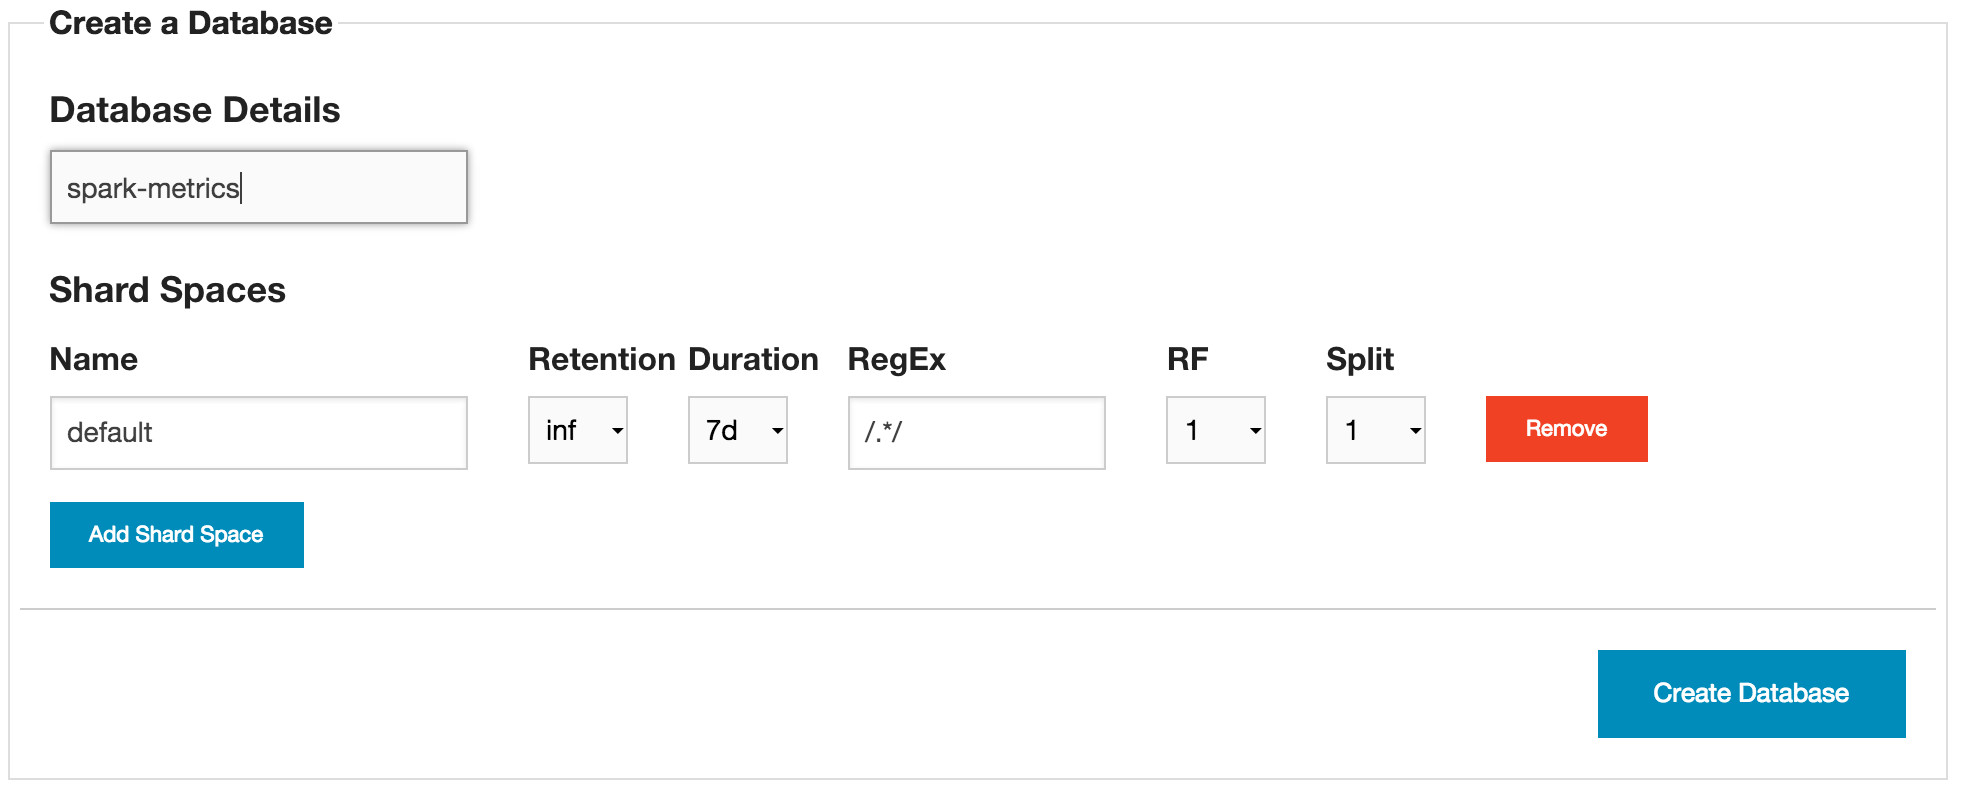 Create a Database
Database Details
spark-metrics
Shard Spaces
Name Retention Duration RegEx RF Split
default inf 7d /.*/ 1 1 Remove
Add Shard Space
Create Database